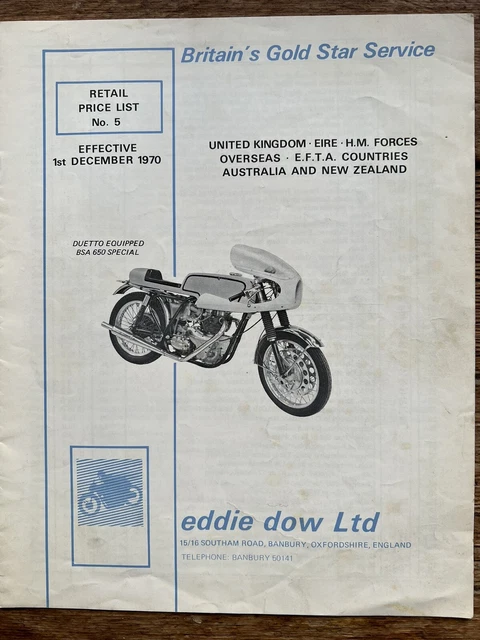 Britain's Gold Star Service
RETAIL
PRICE LIST
No. 5
EFFECTIVE
1st DECEMBER 1970
UNITED KINGDOM · EIRE · H.M. FORCES
OVERSEAS · E.F.T.A. COUNTRIES
AUSTRALIA AND NEW ZEALAND
DUETTO EQUIPPED
BSA 650 SPECIAL
eddie dow Ltd
15/16 SOUTHAM ROAD, BANBURY, OXFORDSHIRE, ENGLAND
TELEPHONE: BANBURY 50141